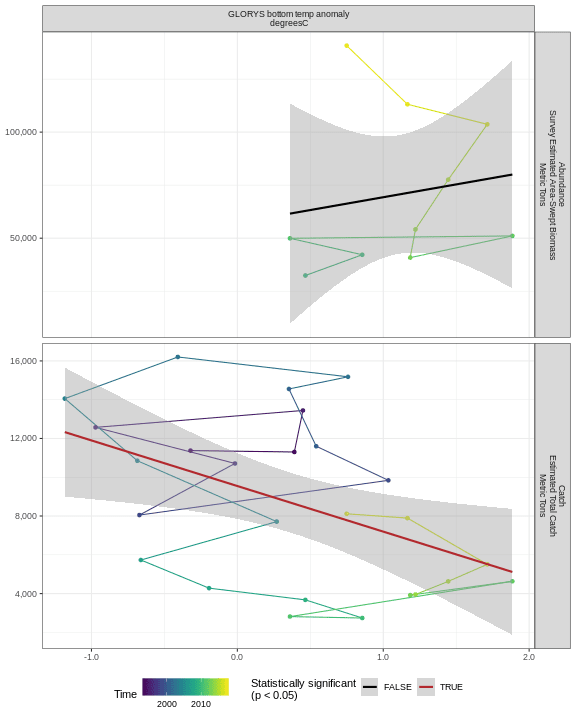 GLORYS bottom temp anomaly
degreesC
100,000
50,000
Abundance
Survey Estimated Area-Swept Biomass
Metric Tons
16,000
12,000
8,000
4,000
Catch
Estimated Total Catch
Metric Tons
-1.0 0.0 1.0 2.0
Time
2000 2010
Statistically significant
(p < 0.05)
FALSE TRUE